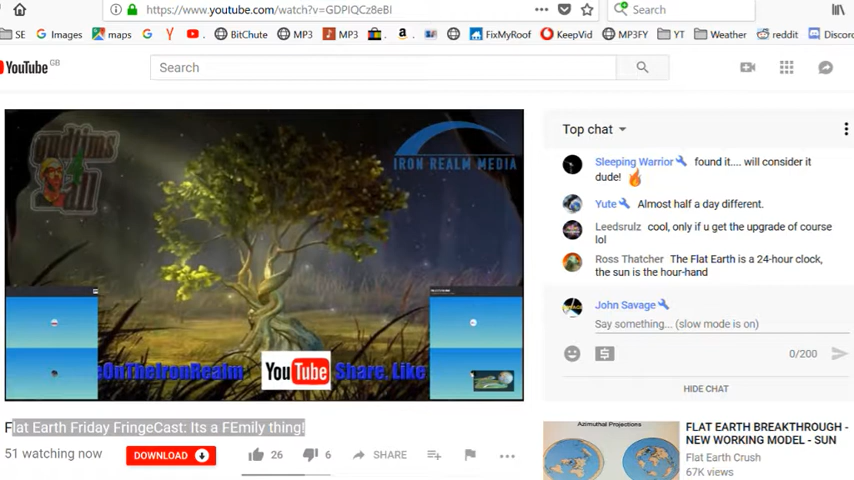 https://www.youtube.com/watch?v=GDPlQCz8eBI
Search
SE
Images
maps
BitChute
MP3
MP3
FixMyRoof
KeepVid
MP3FY
YT
Weather
reddit
Discord
YouTube GB
Search
IRON REALM MEDIA
OnTheIronRealm
YouTube
Share. Like
Top chat
Sleeping Warrior found it.... will consider it
dude!
Yute Almost half a day different.
Leedsrulz cool, only if u get the upgrade of course
lol
Ross Thatcher The Flat Earth is a 24-hour clock,
the sun is the hour-hand
John Savage
Say something... (slow mode is on)
0/200
HIDE CHAT
Flat Earth Friday FringeCast: Its a FEmily thing!
51 watching now
DOWNLOAD
26
6
SHARE
Azimuthal Projections
FLAT EARTH BREAKTHROUGH -
NEW WORKING MODEL - SUN
Flat Earth Crush
67K views